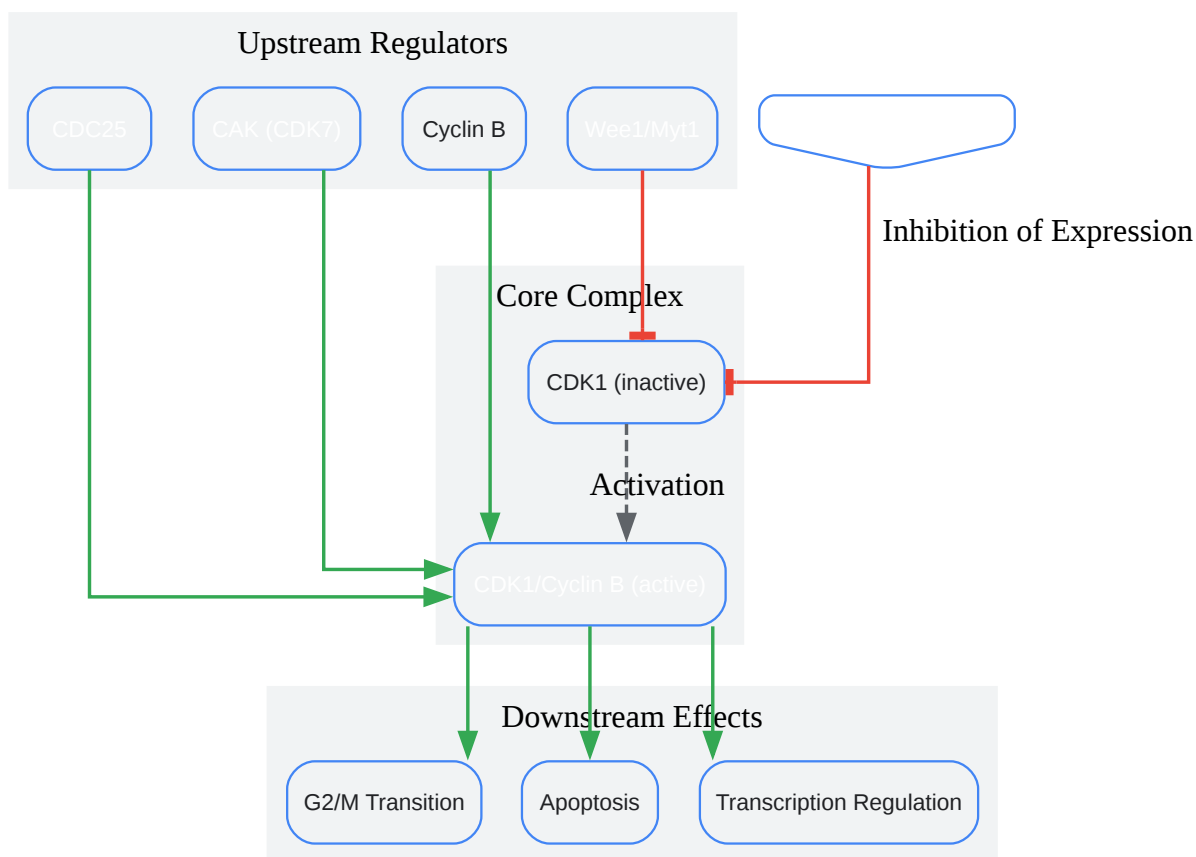 Upstream Regulators
CDC25
CAK (CDK7)
Cyclin B
Wee1/Myt1
Inhibition of Expression
Core Complex
CDK1 (inactive)
Activation
CDK1/Cyclin B (active)
Downstream Effects
G2/M Transition
Apoptosis
Transcription Regulation